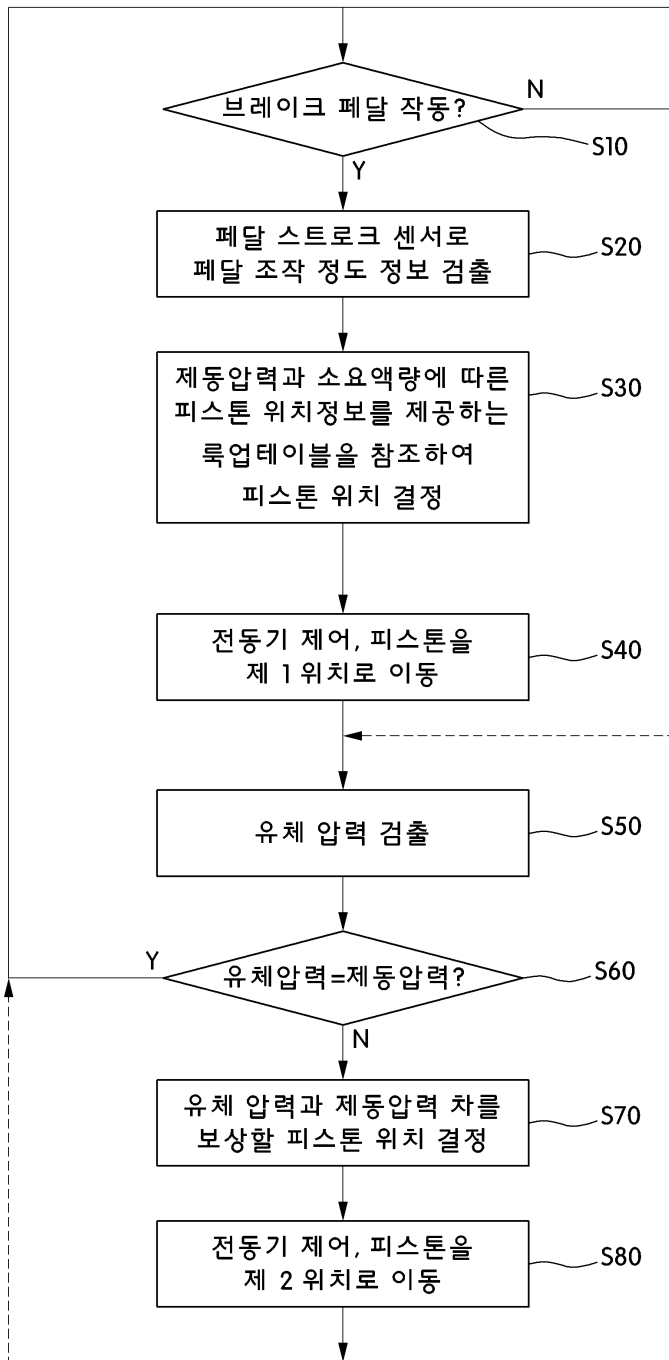 브레이크 페달 작동?
N
S10
Y
페달 스트로크 센서로
페달 조작 정도 정보 검출
S20
제동압력과 소요액량에 따른
피스톤 위치정보를 제공하는
룩업테이블을 참조하여
피스톤 위치 결정
S30
전동기 제어, 피스톤을
제 1 위치로 이동
S40
유체 압력 검출
S50
Y
유체압력=제동압력?
S60
N
유체 압력과 제동압력 차를
보상할 피스톤 위치 결정
S70
전동기 제어, 피스톤을
제 2 위치로 이동
S80